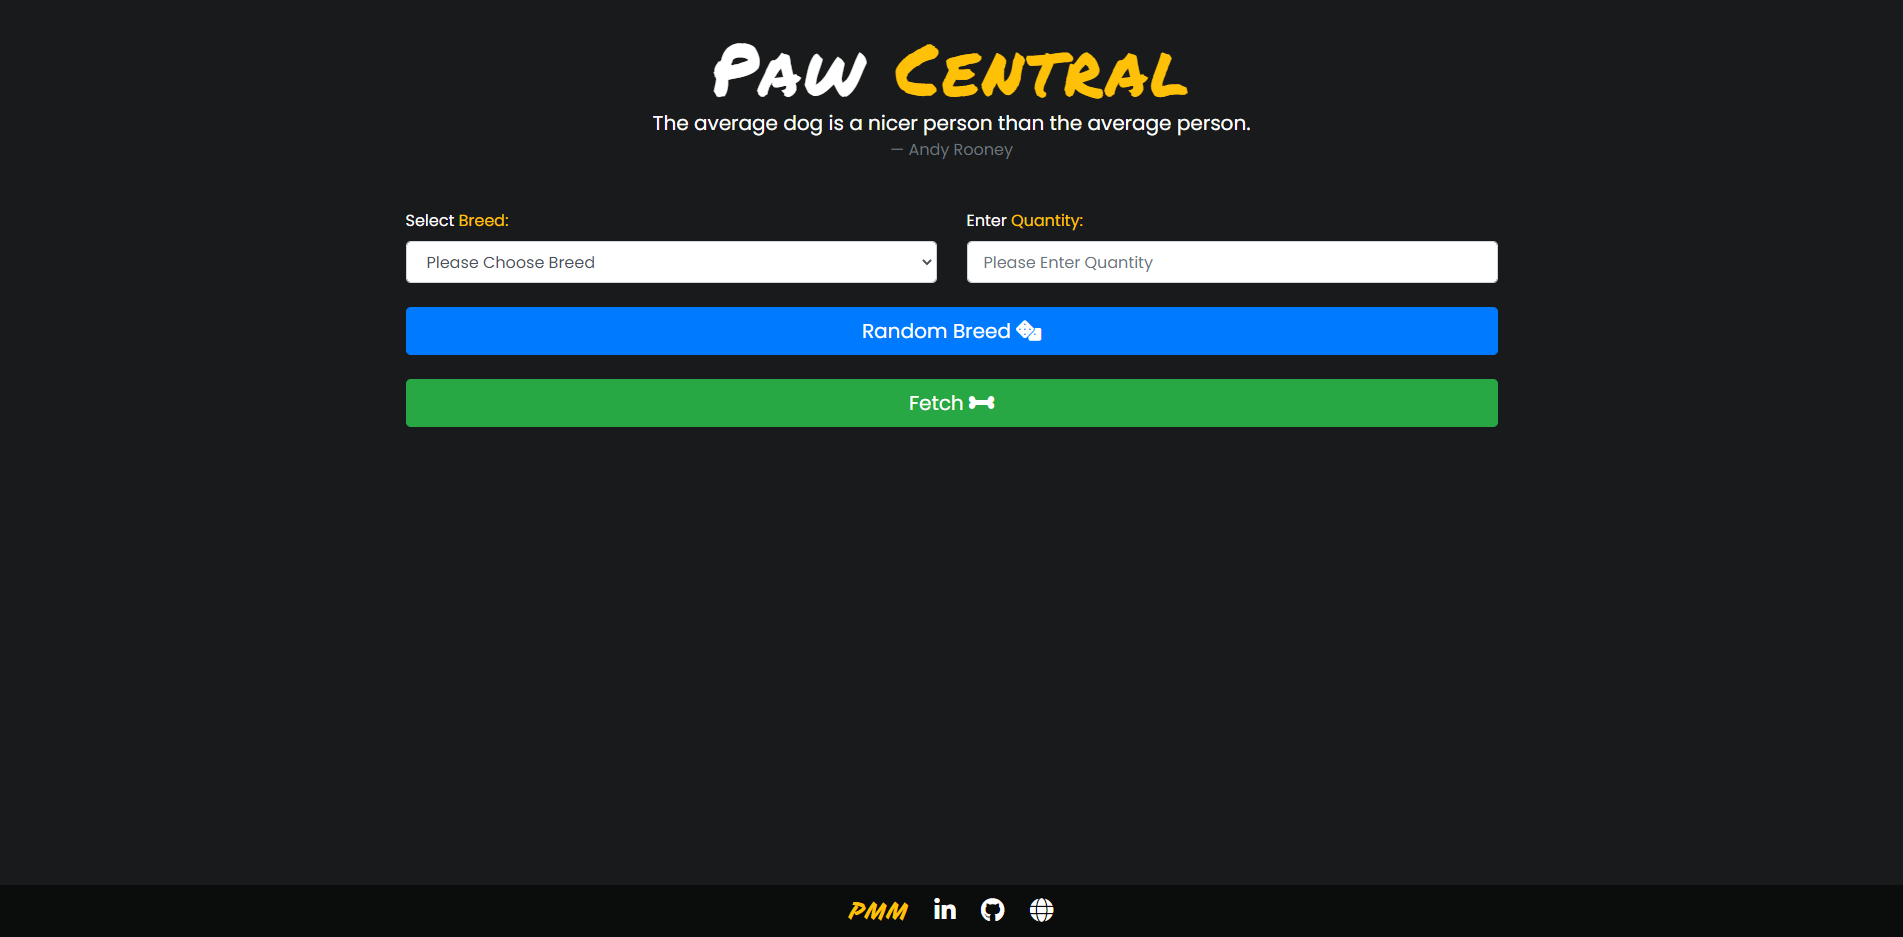 Paw Central
The average dog is a nicer person than the average person.
— Andy Rooney
Select Breed:
Please Choose Breed
Enter Quantity:
Please Enter Quantity
Random Breed
Fetch
PMM
in